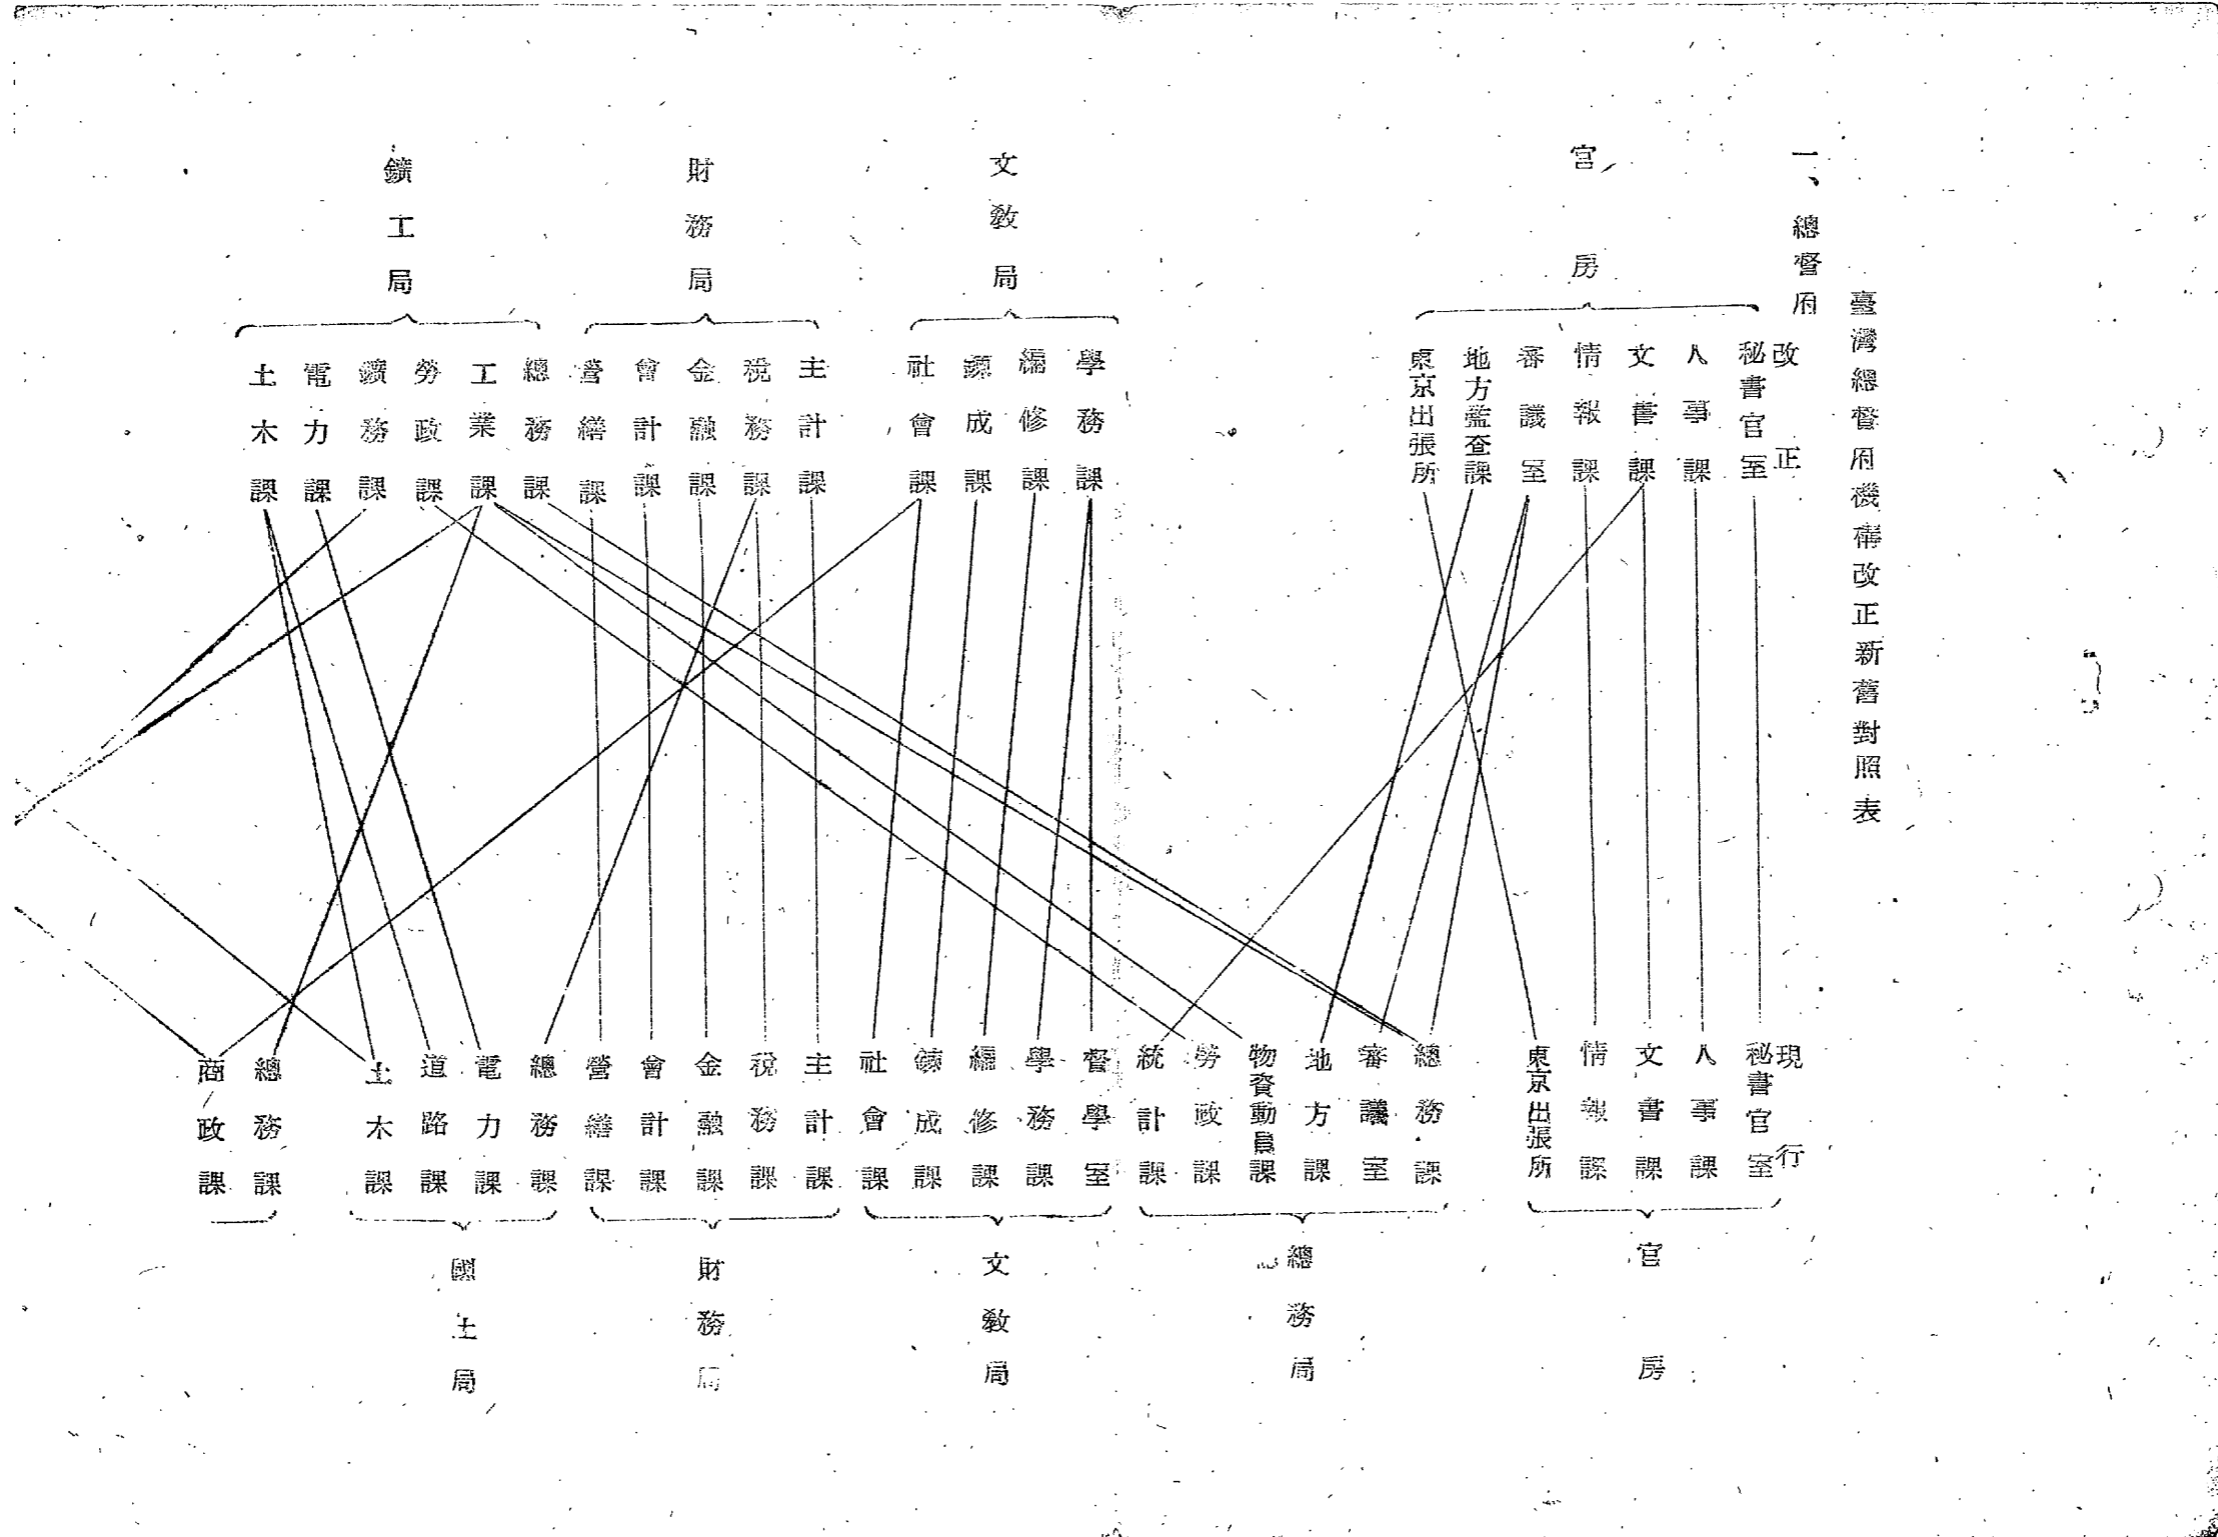 臺灣總督府機構改正新舊對照表
一、總督府
改正
官房
秘書官室
人事課
文書課
情報課
審議室
地方監查課
東京出張所
文敎局
學務課
編修課
鍊成課
社會課
財務局
主計課
稅務課
金融課
會計課
營繕課
鑛工局
總務課
工業課
勞政課
鑛務課
電力課
土木課
現行
秘書官室
人事課
文書課
情報課
東京出張所
官房
總務課
審議室
地方課
物資動員課
勞政課
統計課
總務局
督學室
學務課
編修課
鍊成課
社會課
文敎局
主計課
稅務課
金融課
會計課
營繕課
財務局
總務課
電力課
道路課
土木課
國土局
總務課
商政課